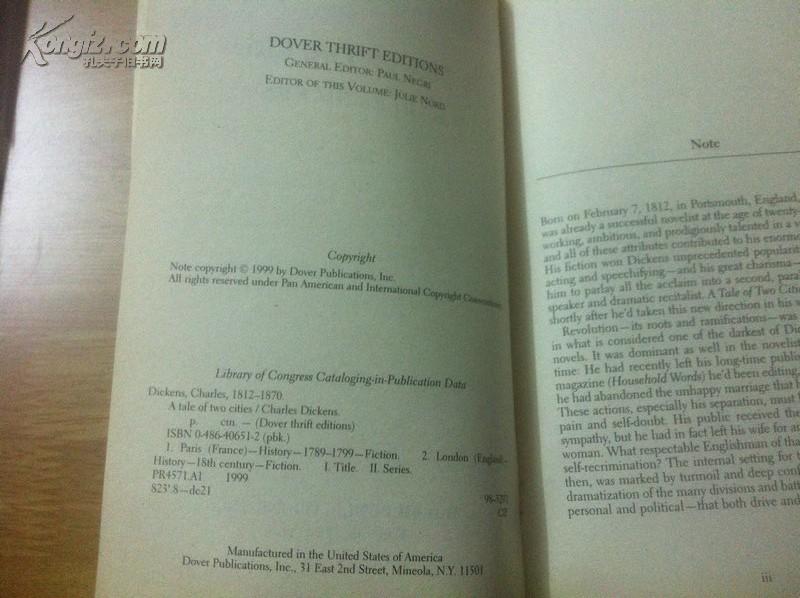 Kongfz.com
孔夫子旧书网
DOVER THRIFT EDITIONS
GENERAL EDITOR: PAUL NEGRI
EDITOR OF THIS VOLUME: JULIE NORD
Copyright
Note copyright © 1999 by Dover Publications, Inc.
All rights reserved under Pan American and International Copyright Conventions.
Library of Congress Cataloging-in-Publication Data
Dickens, Charles, 1812–1870.
A tale of two cities / Charles Dickens.
p. cm. — (Dover thrift editions)
ISBN 0-486-40651-2 (pbk.)
1. Paris (France)—History—1789–1799—Fiction. 2. London (England)–
History—18th century—Fiction. I. Title. II. Series.
PR4571.A1 1999
823'.8—dc21
CIP
Manufactured in the United States of America
Dover Publications, Inc., 31 East 2nd Street, Mineola, N.Y. 11501
Note
Born on February 7, 1812, in Portsmouth, England,
was already a successful novelist at the age of twenty-
working, ambitious, and prodigiously talented in a
and all of these attributes contributed to his enormo
His fiction won Dickens unprecedented populari
acting and speechifying—and his great charisma—
him to parlay all the acclaim into a second, para
speaker and dramatic recitalist. A Tale of Two Citi
shortly after he'd taken this new direction in his
Revolution—its roots and ramifications—was
in what is considered one of the darkest of Di
novels. It was dominant as well in the novelist
time: He had recently left his long-time publi
magazine (Household Words) he'd been editing,
he had abandoned the unhappy marriage that h
These actions, especially his separation, must
pain and self-doubt. His public received the
sympathy, but he had in fact left his wife for a
woman. What respectable Englishman of tha
self-recrimination? The internal setting for t
then, was marked by turmoil and deep conf
dramatization of the many divisions and batt
personal and political—that both drive and
iii